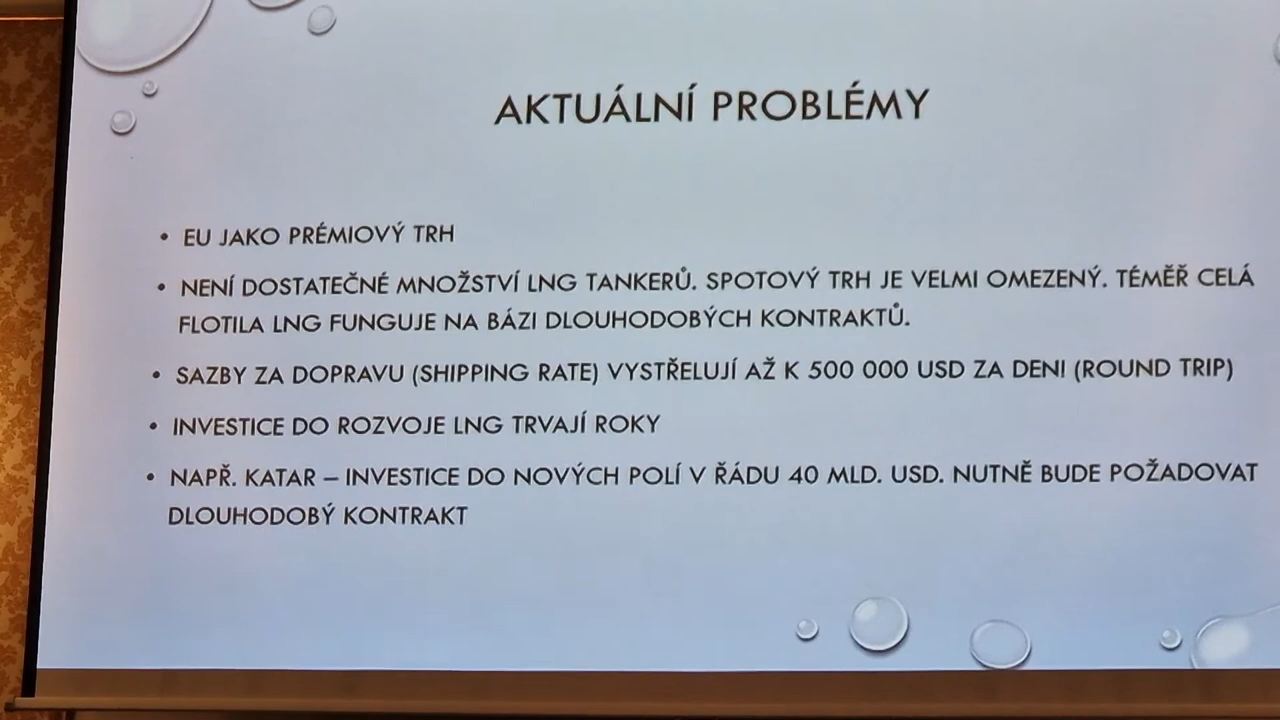 AKTUÁLNÍ PROBLÉMY
• EU JAKO PRÉMIOVÝ TRH
• NENÍ DOSTATEČNÉ MNOŽSTVÍ LNG TANKERŮ. SPOTOVÝ TRH JE VELMI OMEZENÝ. TÉMĚŘ CELÁ
FLOTILA LNG FUNGUJE NA BÁZI DLOUHODOBÝCH KONTRAKTŮ.
• SAZBY ZA DOPRAVU (SHIPPING RATE) VYSTŘELUJÍ AŽ K 500 000 USD ZA DEN! (ROUND TRIP)
• INVESTICE DO ROZVOJE LNG TRVAJÍ ROKY
• NAPŘ. KATAR – INVESTICE DO NOVÝCH POLÍ V ŘÁDU 40 MLD. USD. NUTNĚ BUDE POŽADOVAT
DLOUHODOBÝ KONTRAKT